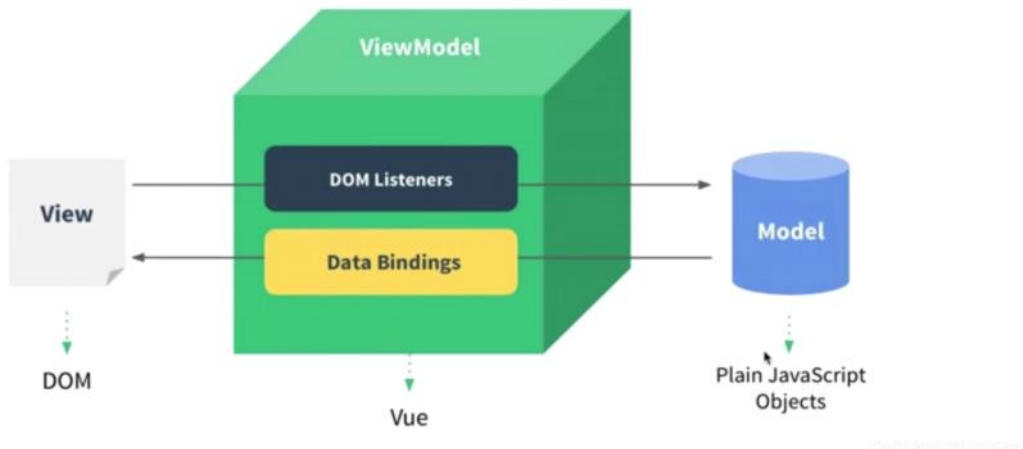 ViewModel
DOM Listeners
View
Model
Data Bindings
DOM
Plain JavaScript
Objects
Vue